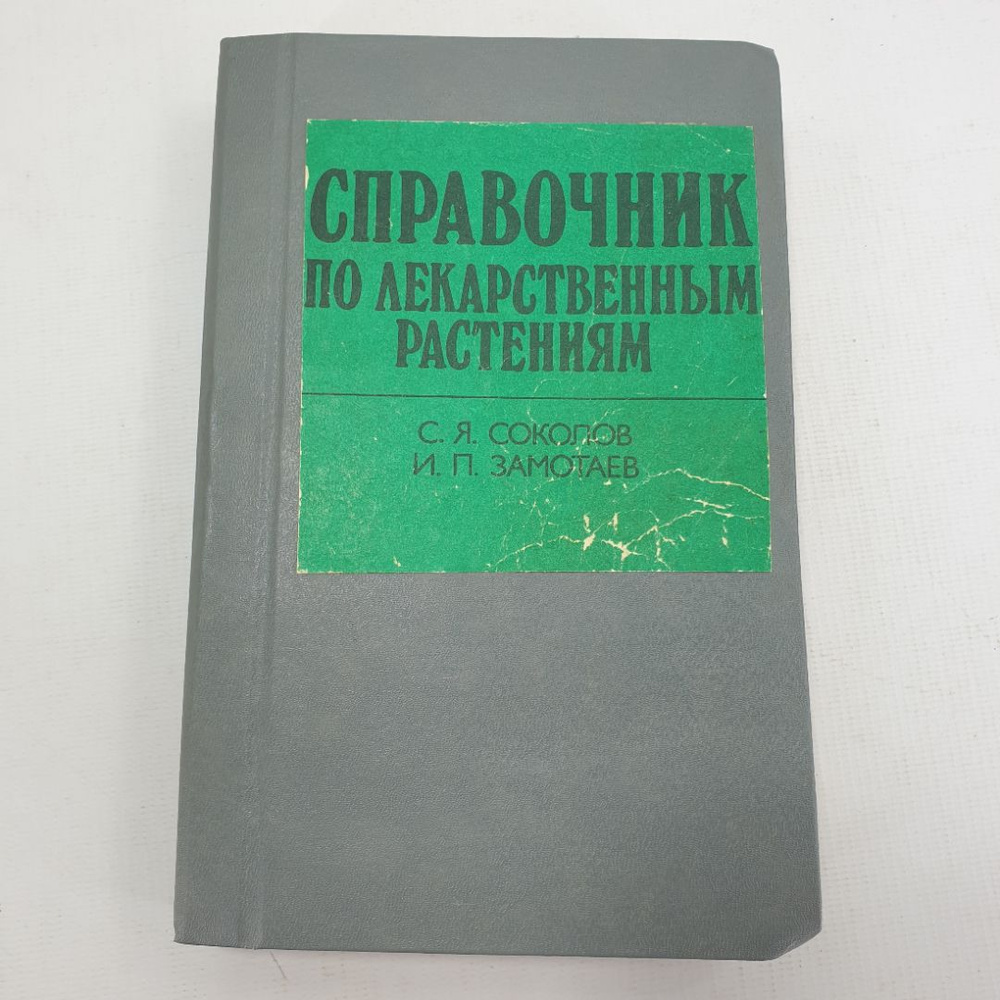 СПРАВОЧНИК
ПО ЛЕКАРСТВЕННЫМ
РАСТЕНИЯМ
С. Я. СОКОЛОВ
И. П. ЗАМОТАЕВ